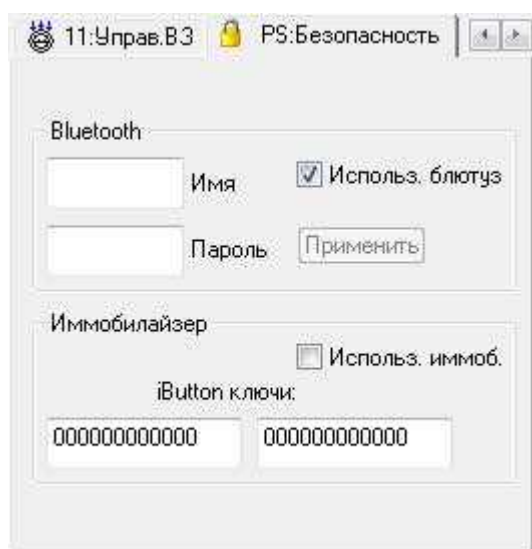 11:Управ.ВЗ PS:Безопасность
Bluetooth
Имя Использ. блютуз
Пароль Применить
Иммобилайзер
Использ. иммоб.
iButton ключи:
000000000000 000000000000